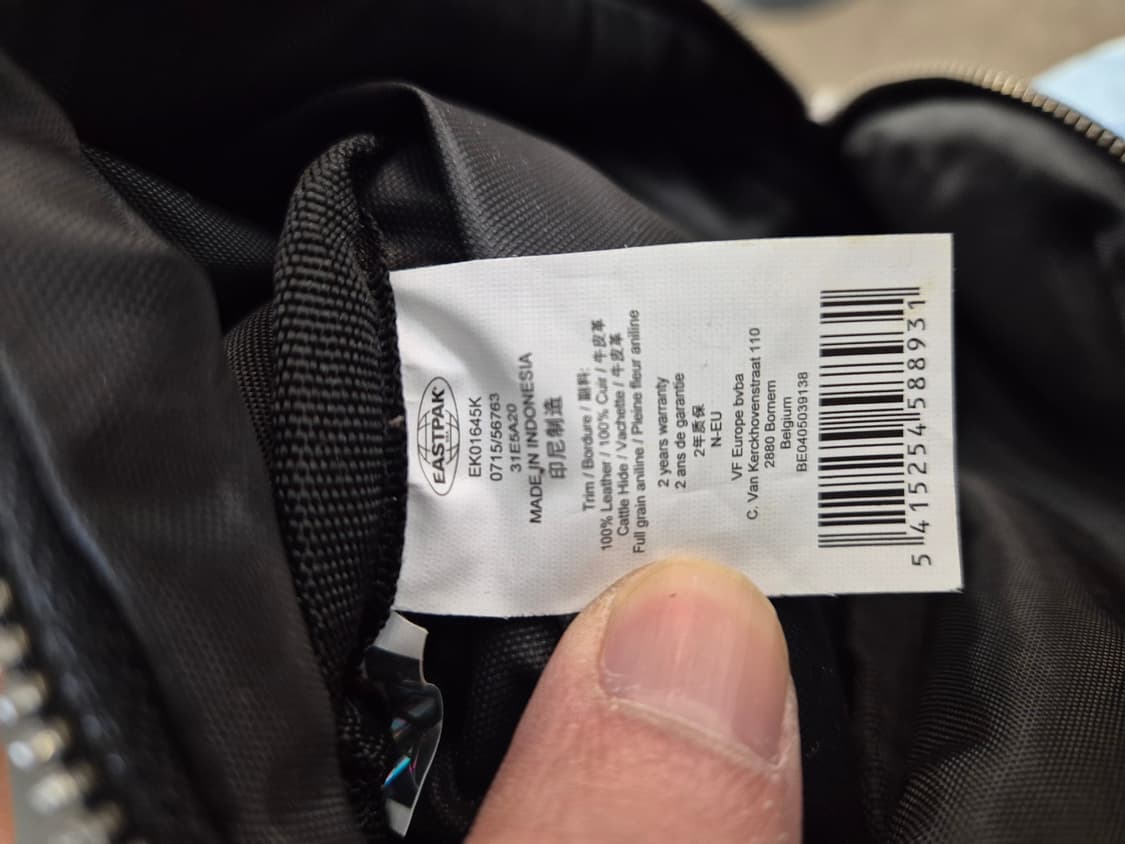 EASTPAK
EK01645K
0715/56763
31E5A20
MADE IN INDONESIA
印尼制造
Trim / Bordure / 副料:
100% Leather / 100% Cuir / 牛皮革
Cattle Hide / Vachette / 牛皮革
Full grain aniline / Pleine fleur aniline
2 years warranty
2 ans de garantie
2年质保
N-EU
VF Europe bvba
C. Van Kerckhovenstraat 110
2880 Bornem
Belgium
BE0405039138
5 415254 588931